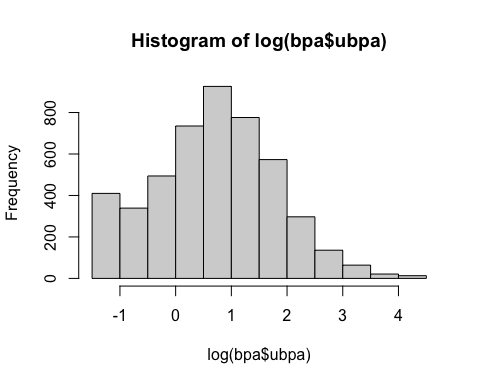 Histogram of log(bpa$ubpa)
Frequency
0 200 400 600 800
-1 0 1 2 3 4
log(bpa$ubpa)